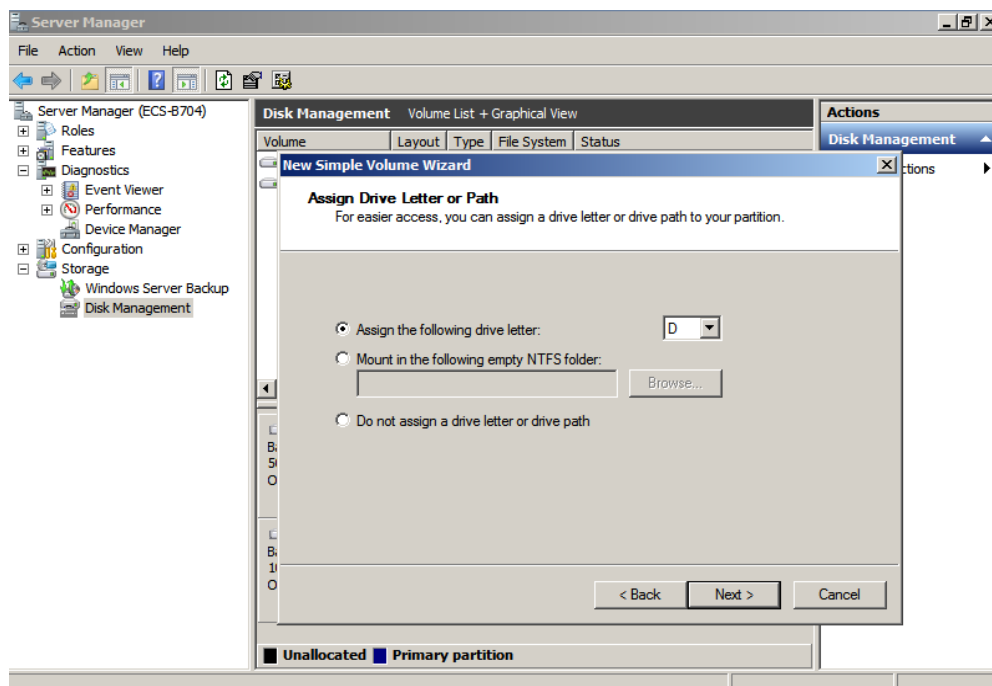 Server Manager
File Action View Help
Server Manager (ECS-B704)
Roles
Features
Diagnostics
Event Viewer
Performance
Device Manager
Configuration
Storage
Windows Server Backup
Disk Management
Disk Management Volume List + Graphical View
Volume Layout Type File System Status
New Simple Volume Wizard
Assign Drive Letter or Path
For easier access, you can assign a drive letter or drive path to your partition.
Assign the following drive letter: D
Mount in the following empty NTFS folder:
Browse...
Do not assign a drive letter or drive path
< Back Next > Cancel
Unallocated Primary partition
Actions
Disk Management